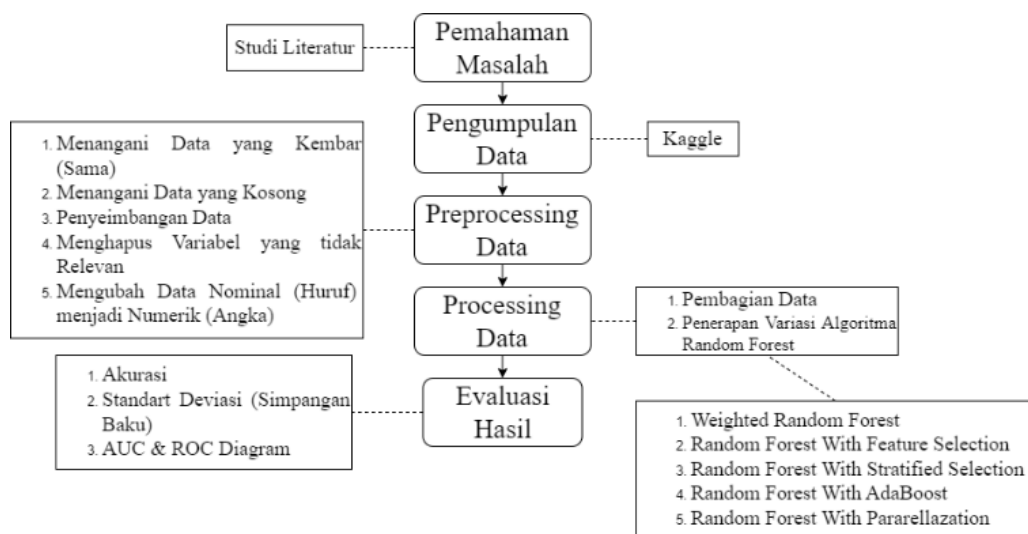 Pemahaman
Masalah
Studi Literatur
Pengumpulan
Data
Kaggle
Preprocessing
Data
1. Menangani Data yang Kembar
(Sama)
2. Menangani Data yang Kosong
3. Penyeimbangan Data
4. Menghapus Variabel yang tidak
Relevan
5. Mengubah Data Nominal (Huruf)
menjadi Numerik (Angka)
Processing
Data
1. Pembagian Data
2. Penerapan Variasi Algoritma
Random Forest
1. Weighted Random Forest
2. Random Forest With Feature Selection
3. Random Forest With Stratified Selection
4. Random Forest With AdaBoost
5. Random Forest With Pararellazation
Evaluasi
Hasil
1. Akurasi
2. Standart Deviasi (Simpangan
Baku)
3. AUC & ROC Diagram